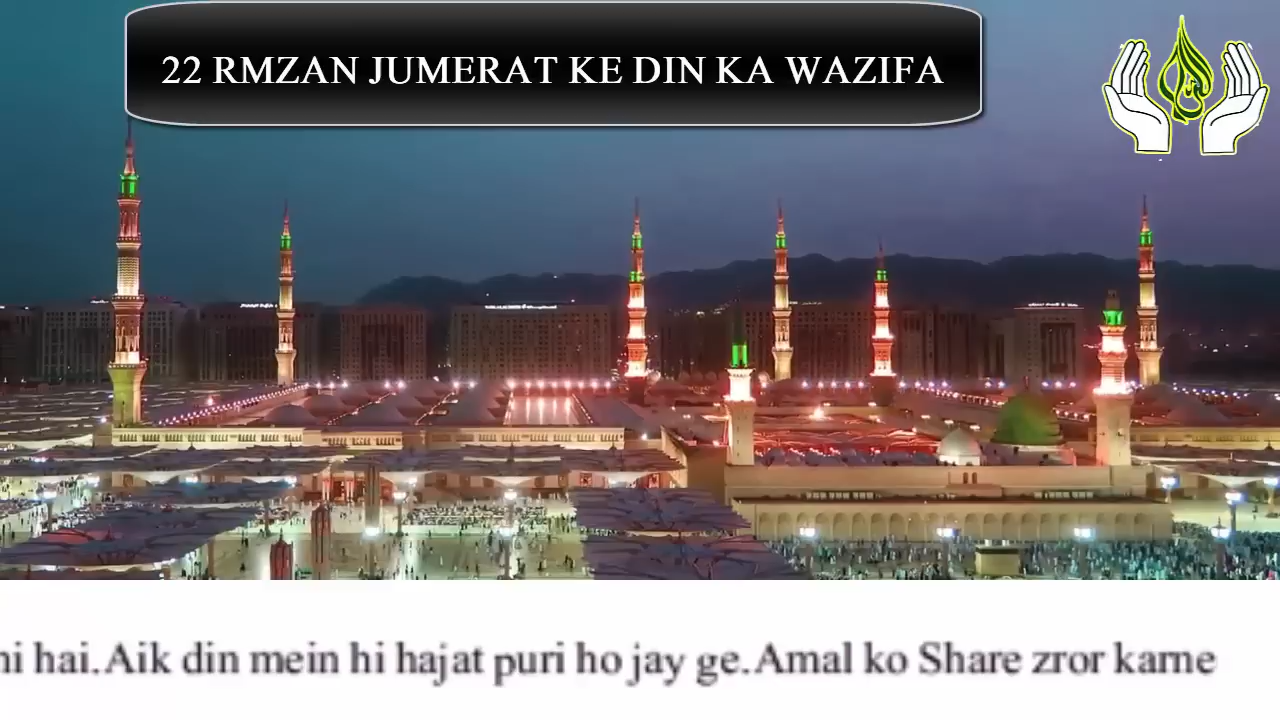 22 RMZAN JUMERAT KE DIN KA WAZIFA
hai. Aik din mein hi hajat puri ho jay ge. Amal ko Share zror karne